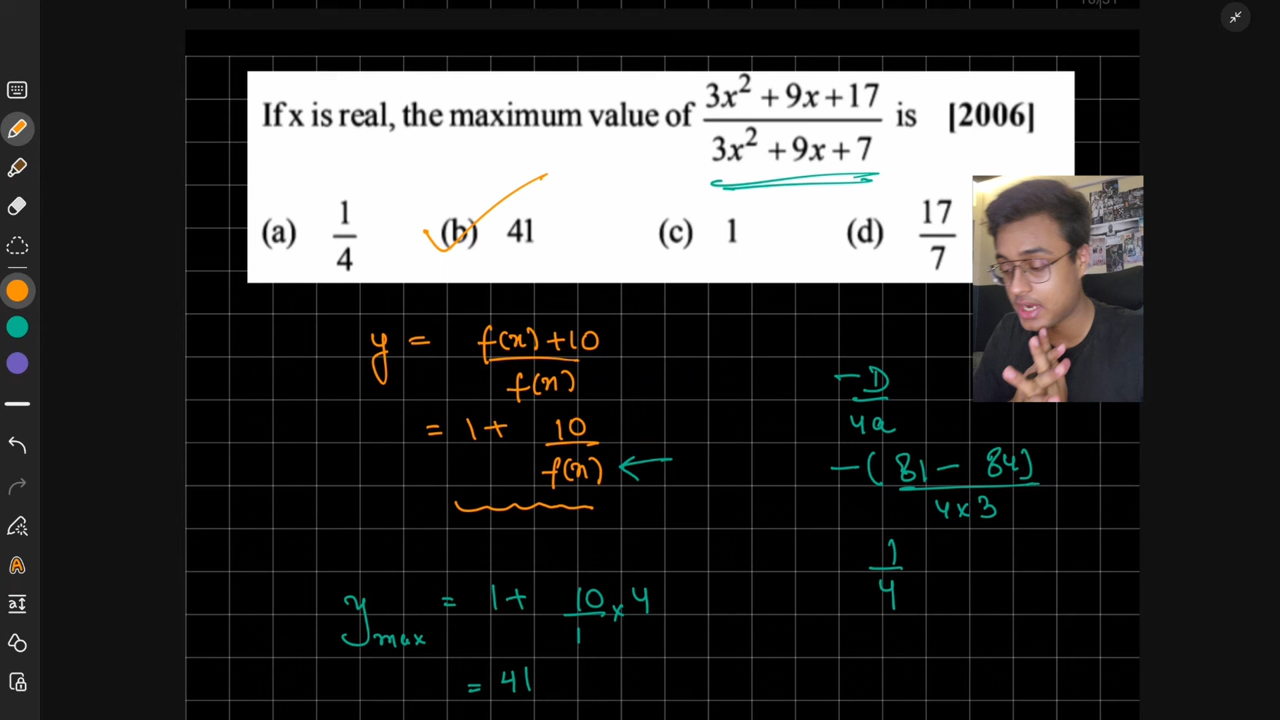 If x is real, the maximum value of (3x² + 9x + 17)/(3x² + 9x + 7) is [2006]
(a) 1/4 (b) 41 (c) 1 (d) 17/7
y = (f(x) + 10)/f(x)
= 1 + 10/f(x)
-D/4a
-(81 - 84)/(4 x 3)
1/4
y max = 1 + 10/1 x 4
= 41